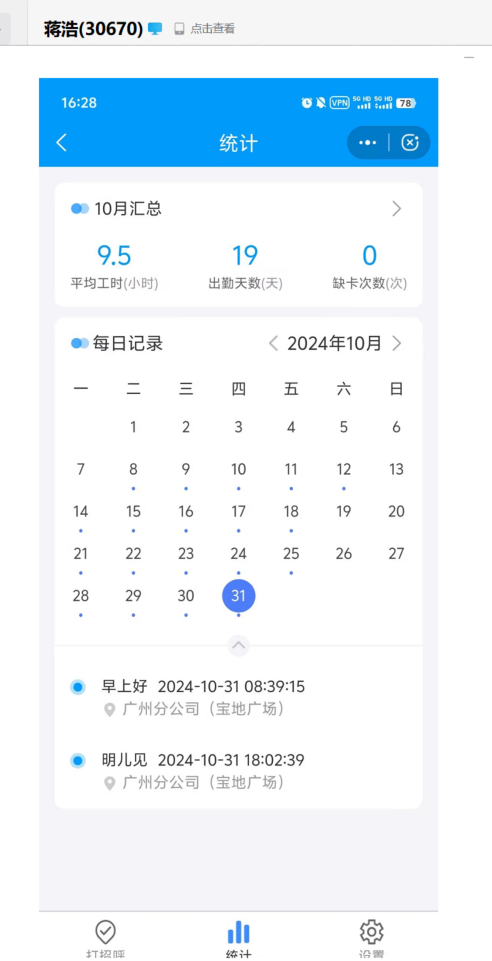 蒋浩(30670) 点击查看
16:28 VPN 5G HD 5G HD 78
统计
10月汇总
9.5 19 0
平均工时(小时) 出勤天数(天) 缺卡次数(次)
每日记录 2024年10月
一 二 三 四 五 六 日
1 2 3 4 5 6
7 8 9 10 11 12 13
14 15 16 17 18 19 20
21 22 23 24 25 26 27
28 29 30 31
早上好 2024-10-31 08:39:15
广州分公司（宝地广场）
明儿见 2024-10-31 18:02:39
广州分公司（宝地广场）
打招呼 统计 设置